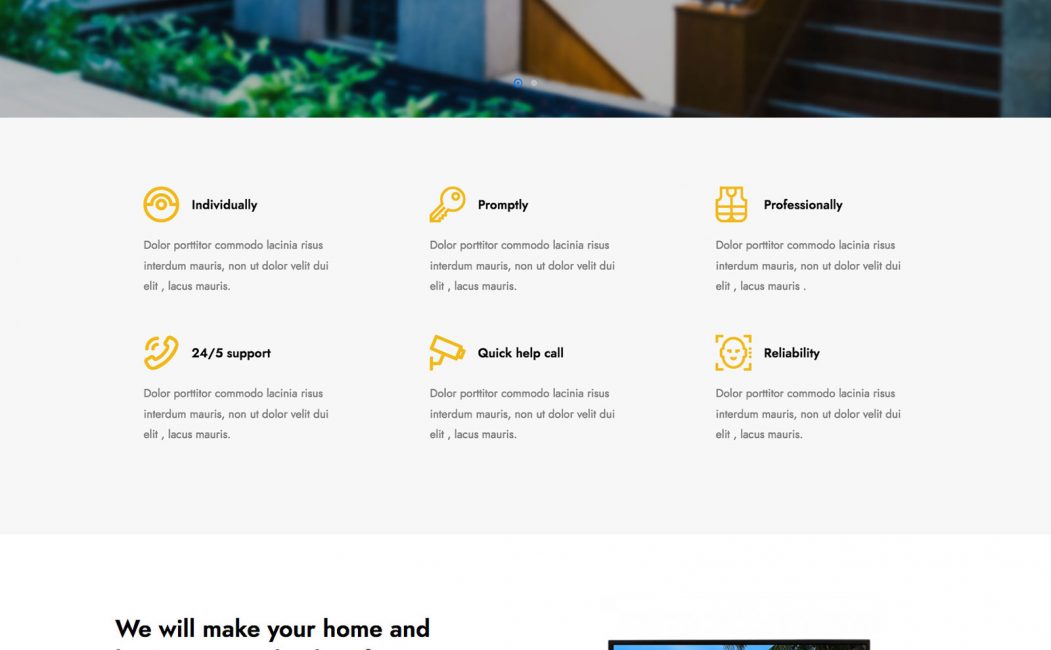 Individually
Dolor porttitor commodo lacinia risus
interdum mauris, non ut dolor velit dui
elit , lacus mauris.
Promptly
Dolor porttitor commodo lacinia risus
interdum mauris, non ut dolor velit dui
elit , lacus mauris.
Professionally
Dolor porttitor commodo lacinia risus
interdum mauris, non ut dolor velit dui
elit , lacus mauris .
24/5 support
Dolor porttitor commodo lacinia risus
interdum mauris, non ut dolor velit dui
elit , lacus mauris.
Quick help call
Dolor porttitor commodo lacinia risus
interdum mauris, non ut dolor velit dui
elit , lacus mauris.
Reliability
Dolor porttitor commodo lacinia risus
interdum mauris, non ut dolor velit dui
elit , lacus mauris.
We will make your home and